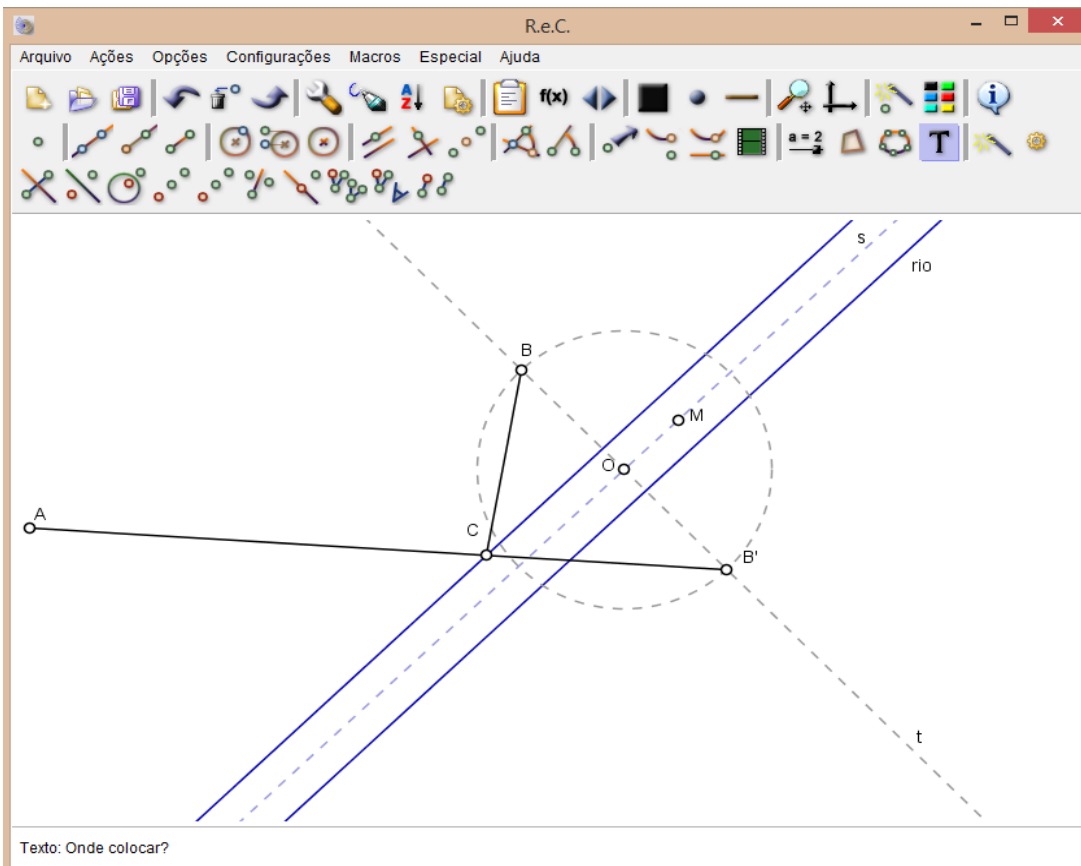 R.e.C.
Arquivo Ações Opções Configurações Macros Especial Ajuda
f(x)
A
Z
i
a = 2
T
s
rio
B
M
O
A
C
B'
t
Texto: Onde colocar?